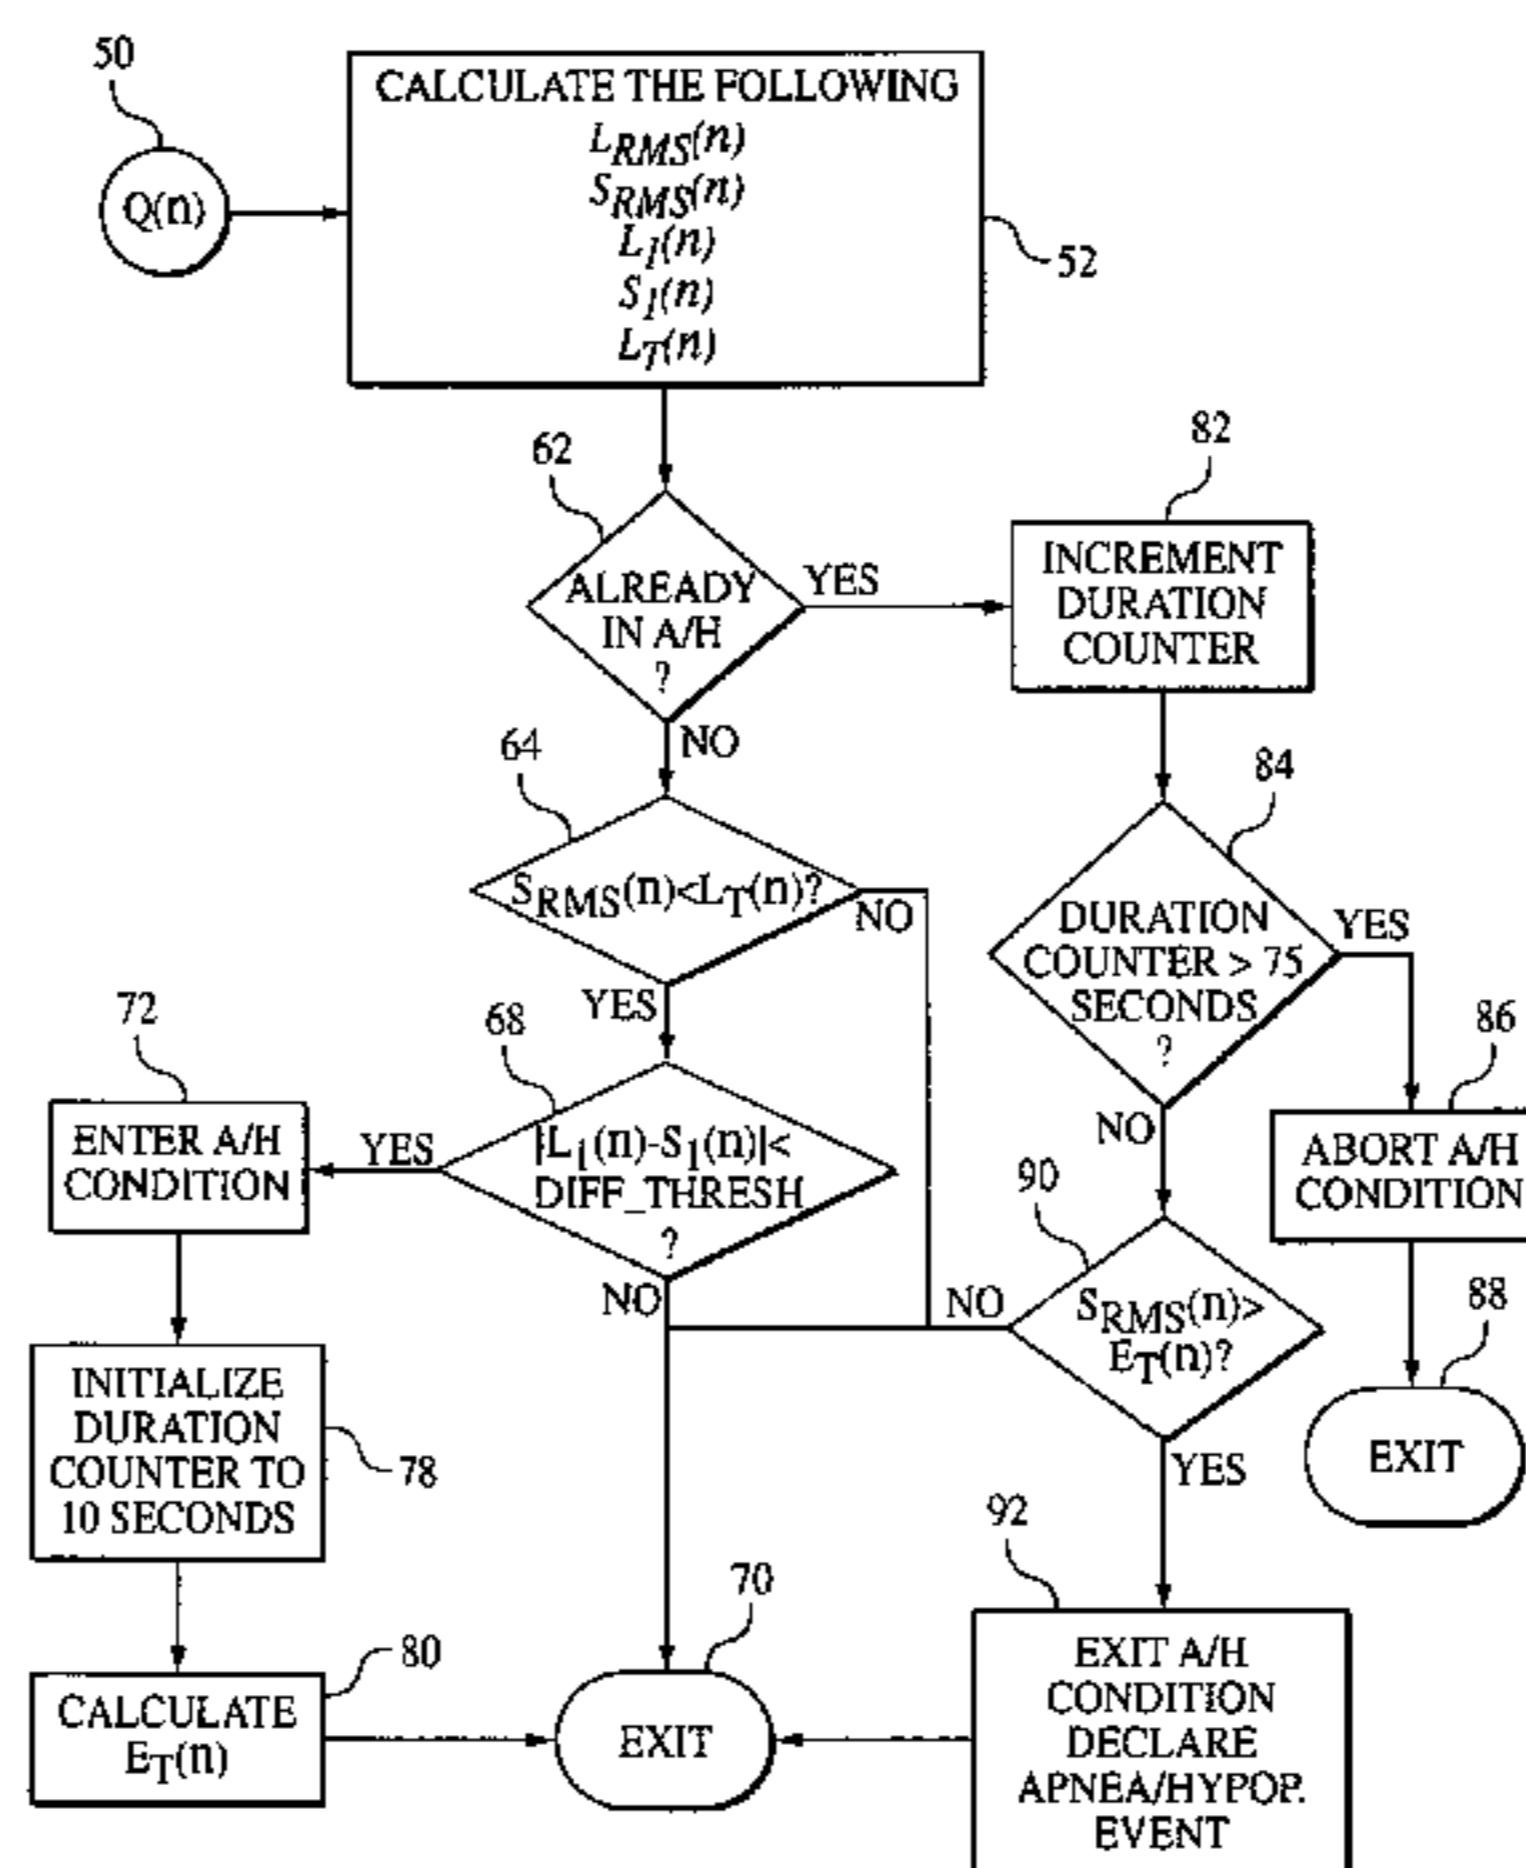 50
Q(n)
CALCULATE THE FOLLOWING
L_RMS(n)
S_RMS(n)
L_1(n)
S_1(n)
L_T(n)
52
62
ALREADY
IN A/H
?
YES
NO
82
INCREMENT
DURATION
COUNTER
64
S_RMS(n)<L_T(n)?
NO
YES
84
DURATION
COUNTER > 75
SECONDS
?
YES
NO
72
ENTER A/H
CONDITION
YES
68
|L_1(n)-S_1(n)|<
DIFF_THRESH
?
NO
86
ABORT A/H
CONDITION
90
S_RMS(n)>
E_T(n)?
NO
YES
88
EXIT
INITIALIZE
DURATION
COUNTER TO
10 SECONDS
78
80
CALCULATE
E_T(n)
70
EXIT
92
EXIT A/H
CONDITION
DECLARE
APNEA/HYPOP.
EVENT